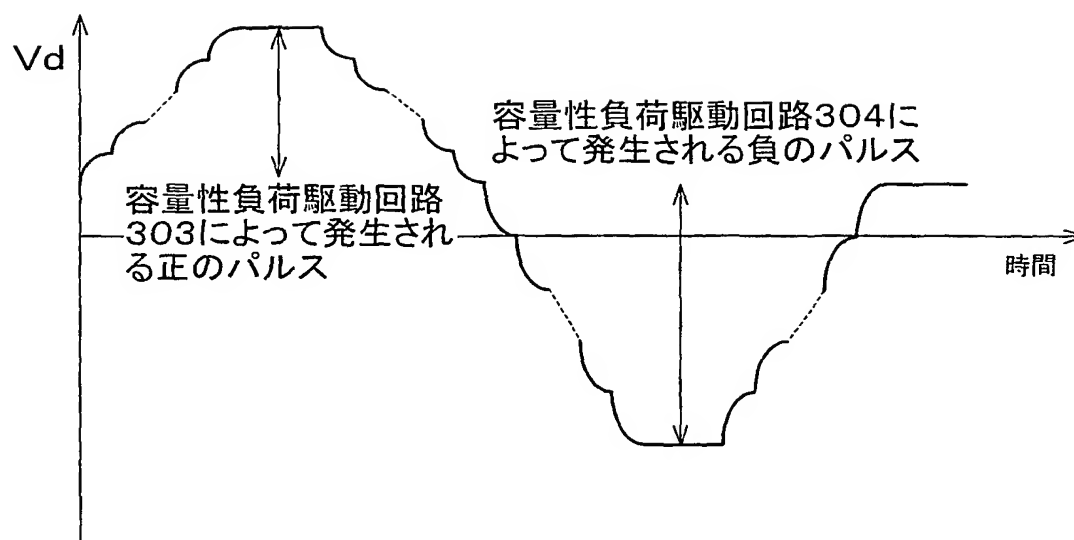 Vd
容量性負荷駆動回路304に
よって発生される負のパルス
容量性負荷駆動回路
303によって発生され
る正のパルス
時間